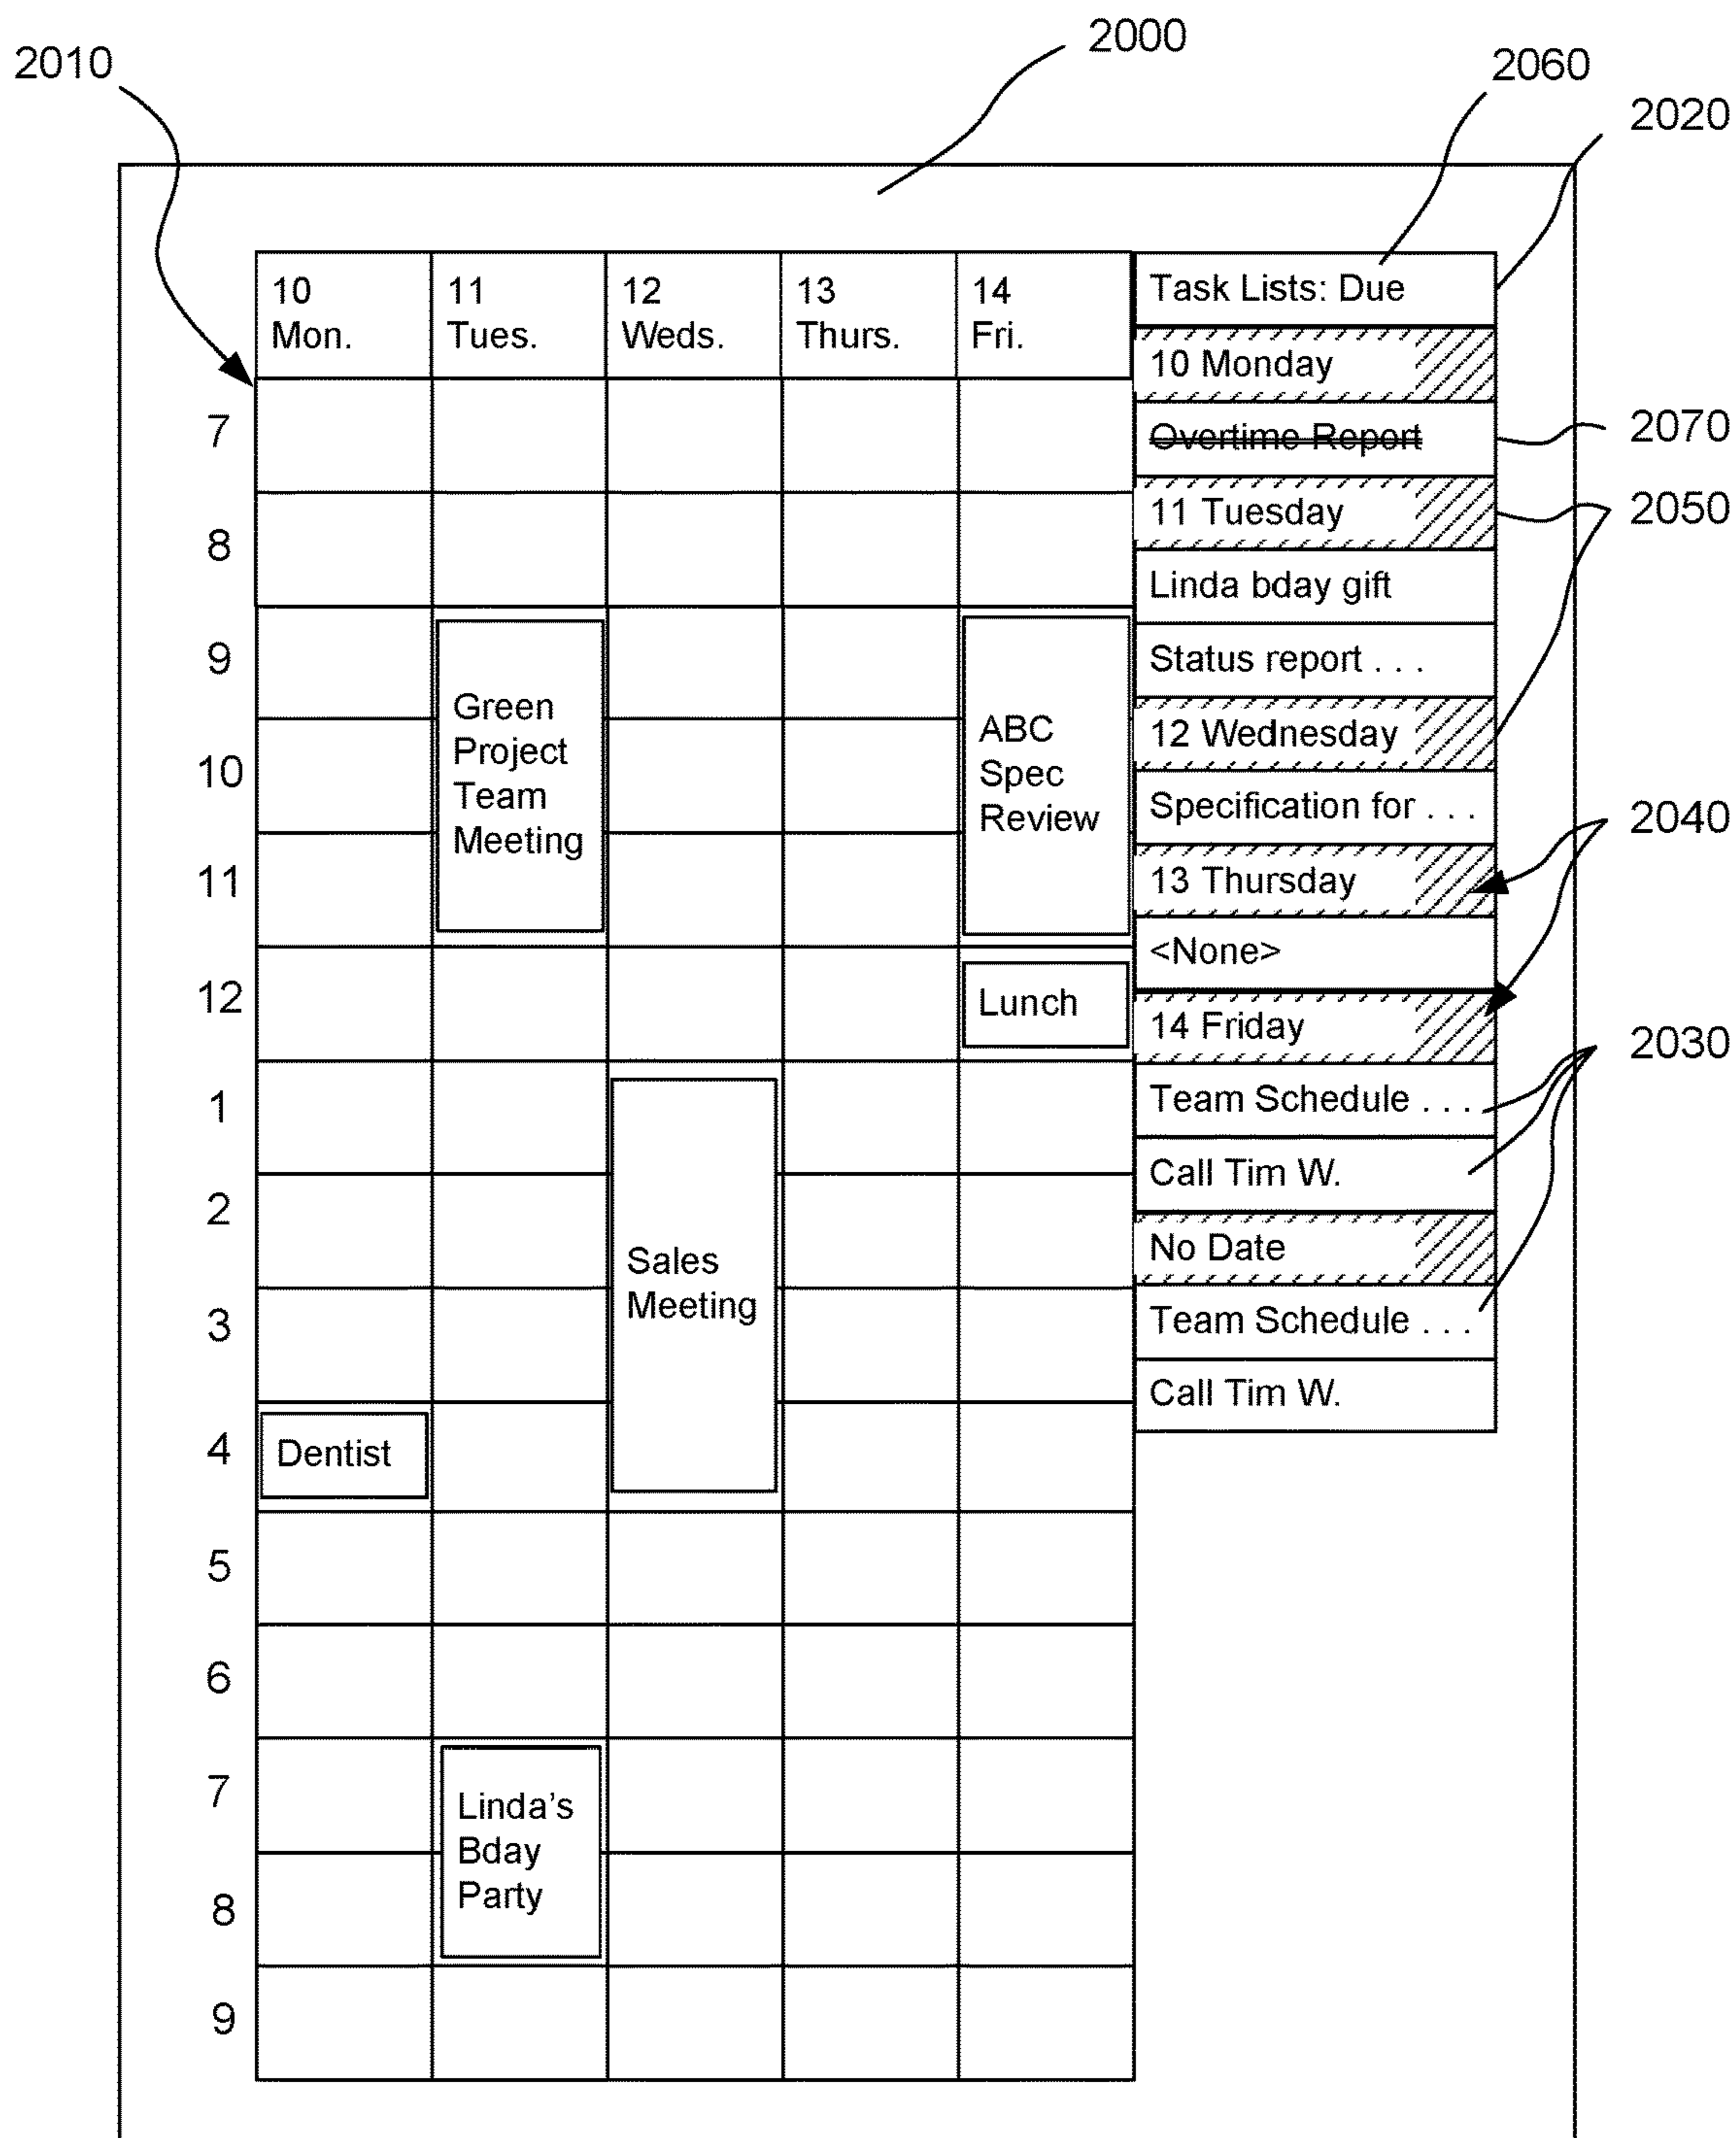 2000
2010
2060
2020
10
Mon.
11
Tues.
12
Weds.
13
Thurs.
14
Fri.
7
8
9
10
11
12
1
2
3
4
5
6
7
8
9
Green
Project
Team
Meeting
ABC
Spec
Review
Lunch
Sales
Meeting
Dentist
Linda's
Bday
Party
Task Lists: Due
10 Monday
Overtime Report
11 Tuesday
Linda bday gift
Status report . . .
12 Wednesday
Specification for . . .
13 Thursday
<None>
14 Friday
Team Schedule . . .
Call Tim W.
No Date
Team Schedule . . .
Call Tim W.
2070
2050
2040
2030